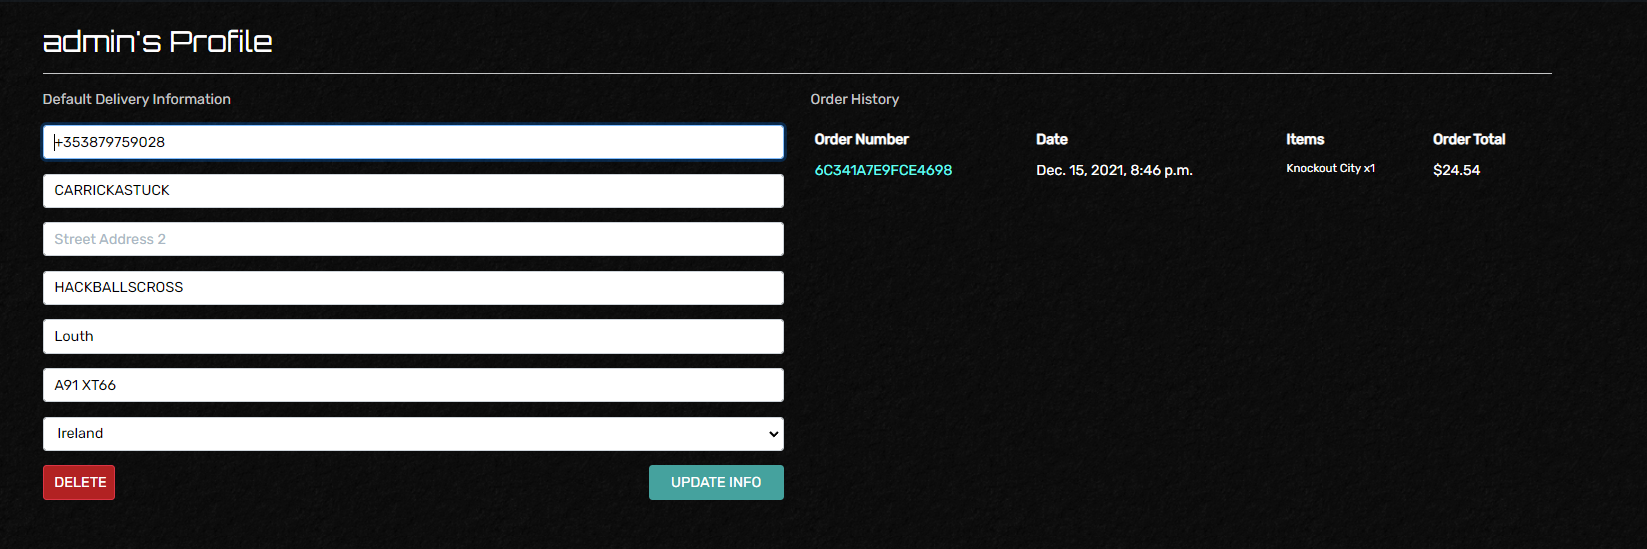 admin's Profile
Default Delivery Information
+353879759028
CARRICKASTUCK
Street Address 2
HACKBALLSCROSS
Louth
A91 XT66
Ireland
DELETE
UPDATE INFO
Order History
Order Number Date Items Order Total
6C341A7E9FCE4698 Dec. 15, 2021, 8:46 p.m. Knockout City x1 $24.54